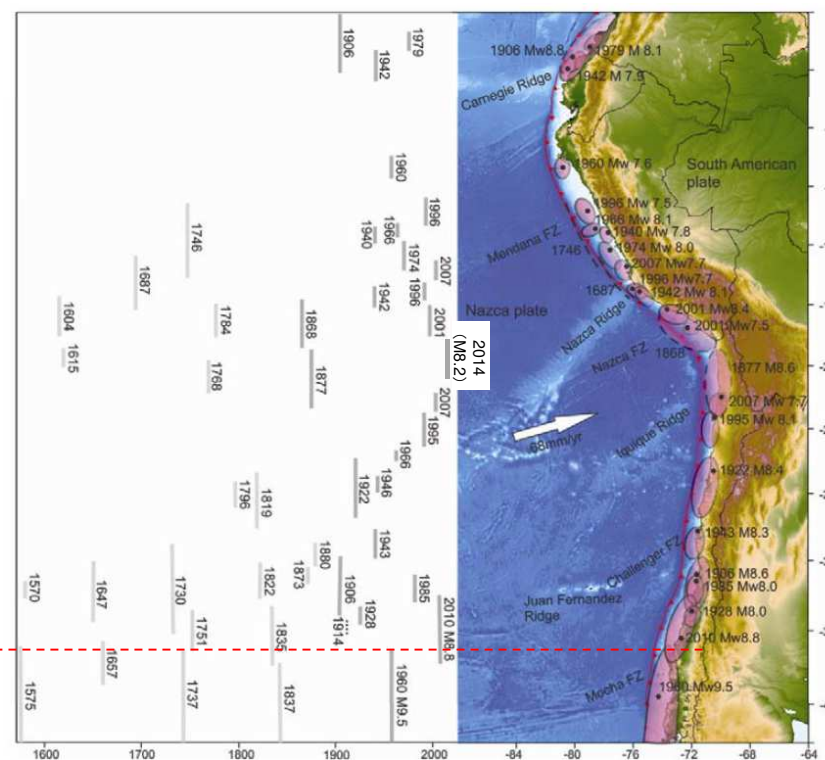 1906
1979
1942
1960
1996
1966
1940
1746
1974
2007
1687
1996
1942
1604
1784
1868
2001
2014
(M8.2)
1615
1877
1768
2007
1995
1966
1922
1946
1796
1819
1943
1880
1873
1822
1906
1985
1570
1647
1730
1928
1914
2010 M8.8
1751
1835
1657
1575
1737
1837
1960 M9.5
1600
1700
1800
1900
2000
1906 Mw8.8
1979 M 8.1
1942 M 7.9
Carnegie Ridge
1960 Mw 7.6
South American
plate
1996 Mw 7.5
1966 Mw 8.1
1940 Mw 7.8
Mendana FZ
1746
1974 Mw 8.0
2007 Mw7.7
1996 Mw7.7
1687
1942 Mw 8.1
Nazca plate
Nazca Ridge
2001 Mw8.4
2001 Mw7.5
Nazca FZ
1868
1877 M8.6
2007 Mw 7.7
68mm/yr
Iquique Ridge
1995 Mw 8.1
1922 M8.4
1943 M8.3
Challenger FZ
1906 M8.6
1985 Mw8.0
Juan Fernandez
Ridge
1928 M8.0
2010 Mw8.8
Mocha FZ
1960 Mw9.5
-84
-80
-76
-72
-68
-64